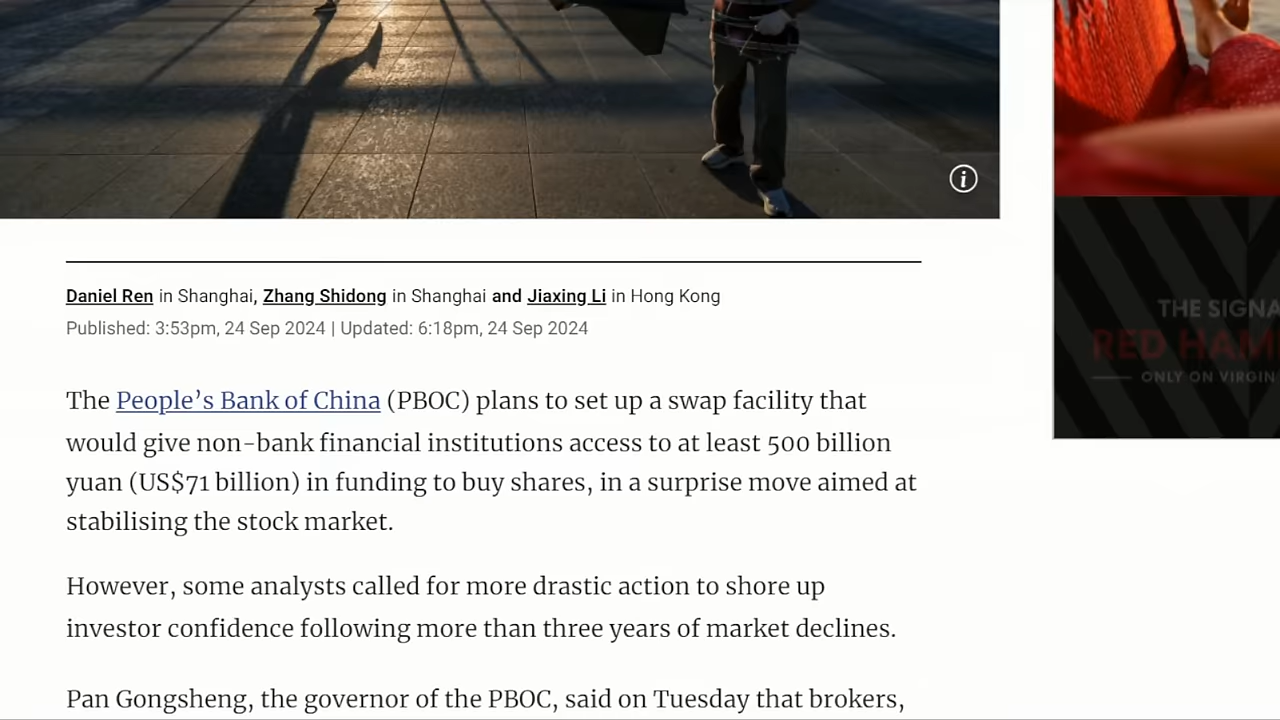 i
Daniel Ren in Shanghai, Zhang Shidong in Shanghai and Jiaxing Li in Hong Kong
Published: 3:53pm, 24 Sep 2024 | Updated: 6:18pm, 24 Sep 2024
The People’s Bank of China (PBOC) plans to set up a swap facility that
would give non-bank financial institutions access to at least 500 billion
yuan (US$71 billion) in funding to buy shares, in a surprise move aimed at
stabilising the stock market.
However, some analysts called for more drastic action to shore up
investor confidence following more than three years of market declines.
Pan Gongsheng, the governor of the PBOC, said on Tuesday that brokers,
THE SIGNA
RED HAM
ONLY ON VIRGIN